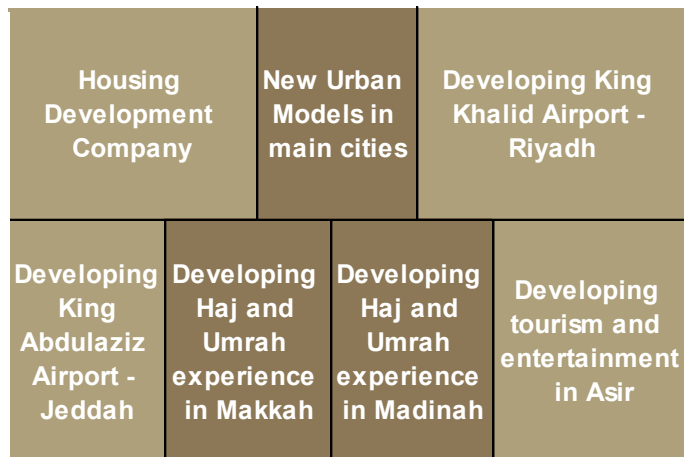 Housing
Development
Company
New Urban
Models in
main cities
Developing King
Khalid Airport -
Riyadh
Developing
King
Abdulaziz
Airport -
Jeddah
Developing
Haj and
Umrah
experience
in Makkah
Developing
Haj and
Umrah
experience
in Madinah
Developing
tourism and
entertainment
in Asir